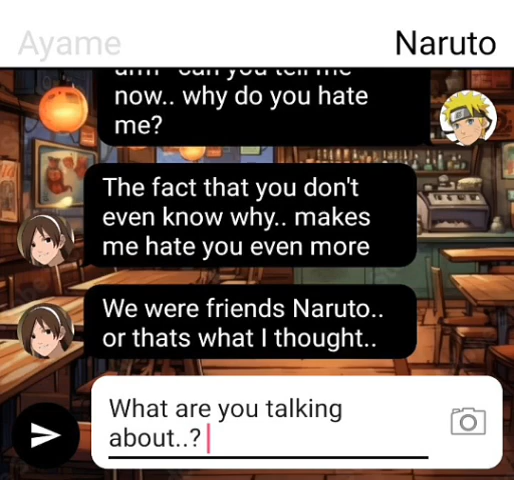 Ayame
Naruto
now.. why do you hate
me?
The fact that you don't
even know why.. makes
me hate you even more
We were friends Naruto..
or thats what I thought..
What are you talking
about..?